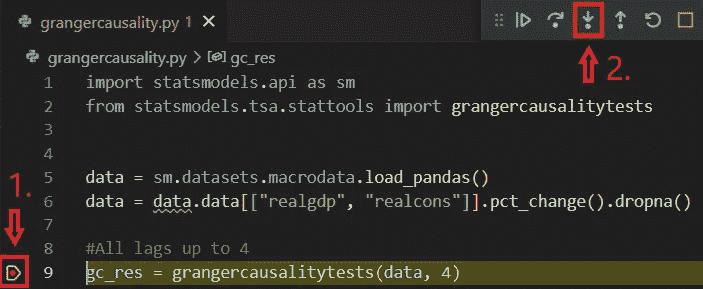 grangercausality.py 1
2.
grangercausality.py > gc_res
1 import statsmodels.api as sm
2 from statsmodels.tsa.stattools import grangercausalitytests
3
4
1.
5 data = sm.datasets.macrodata.load_pandas()
6 data = data.data[["realgdp", "realcons"]].pct_change().dropna()
7
8 #All lags up to 4
9 gc_res = grangercausalitytests(data, 4)